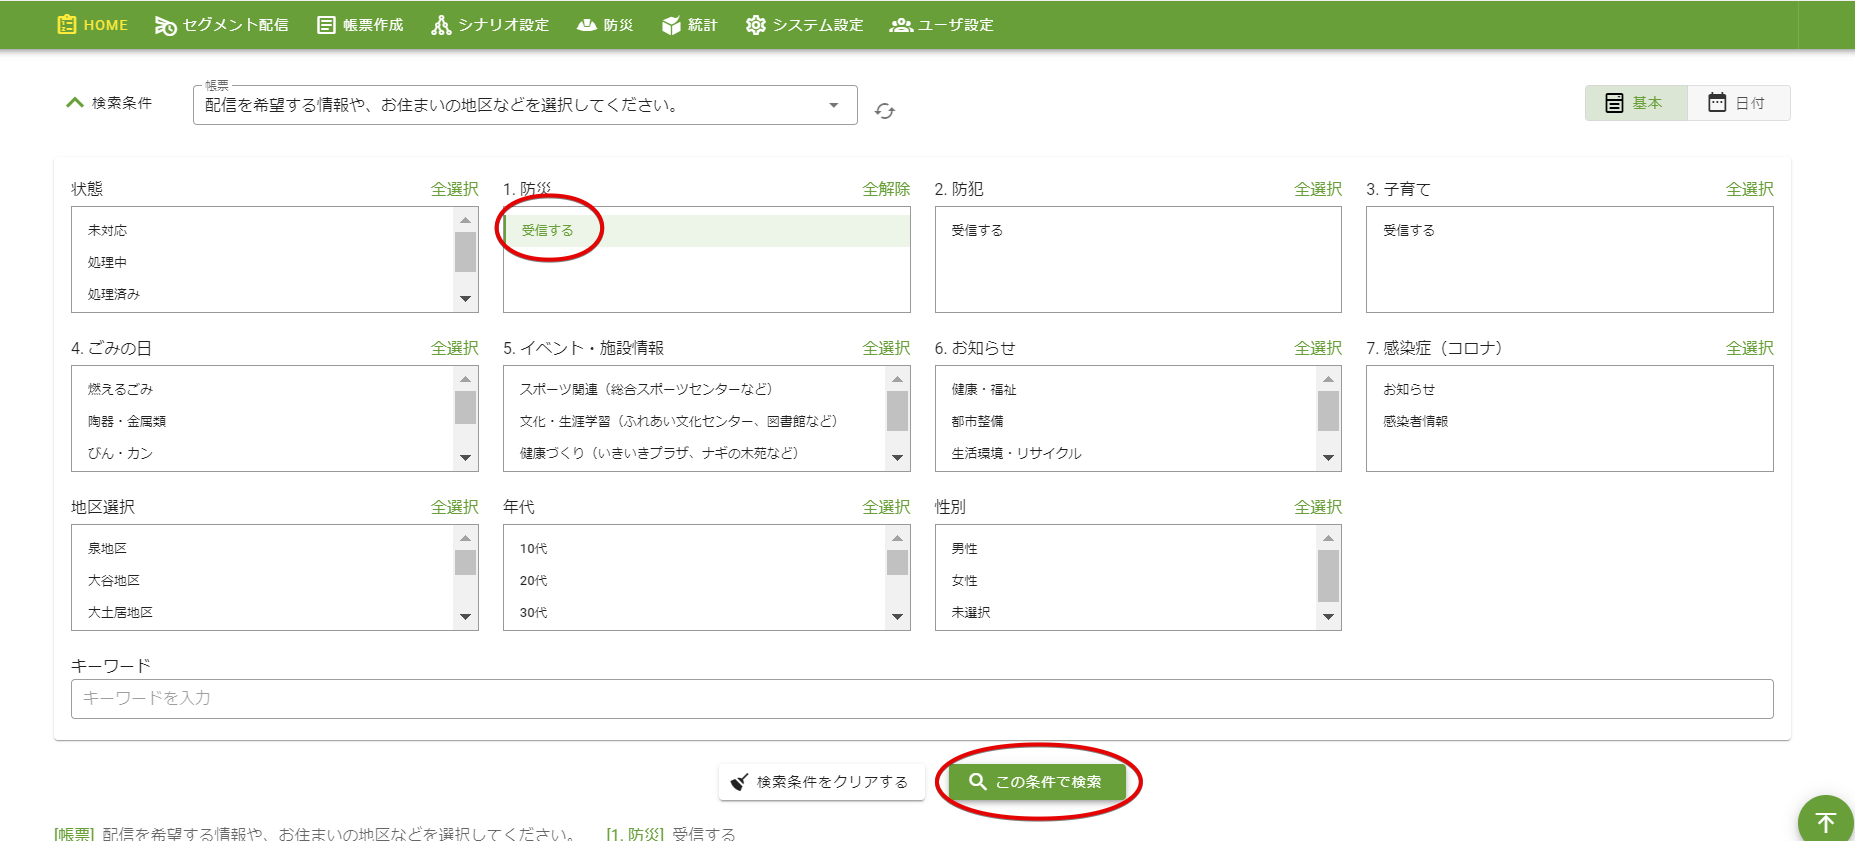 HOME セグメント配信 帳票作成 シナリオ設定 防災 統計 システム設定 ユーザ設定
検索条件
帳票
配信を希望する情報や、お住まいの地区などを選択してください。
基本 日付
状態 全選択
未対応
処理中
処理済み
1. 防災 全解除
受信する
2. 防犯 全選択
受信する
3. 子育て 全選択
受信する
4. ごみの日 全選択
燃えるごみ
陶器・金属類
びん・カン
5. イベント・施設情報 全選択
スポーツ関連（総合スポーツセンターなど）
文化・生涯学習（ふれあい文化センター、図書館など）
健康づくり（いきいきプラザ、ナギの木苑など）
6. お知らせ 全選択
健康・福祉
都市整備
生活環境・リサイクル
7. 感染症（コロナ） 全選択
お知らせ
感染者情報
地区選択 全選択
泉地区
大谷地区
大土居地区
年代 全選択
10代
20代
30代
性別 全選択
男性
女性
未選択
キーワード
キーワードを入力
検索条件をクリアする この条件で検索
[帳票] 配信を希望する情報や、お住まいの地区などを選択してください。 [1. 防災] 受信する